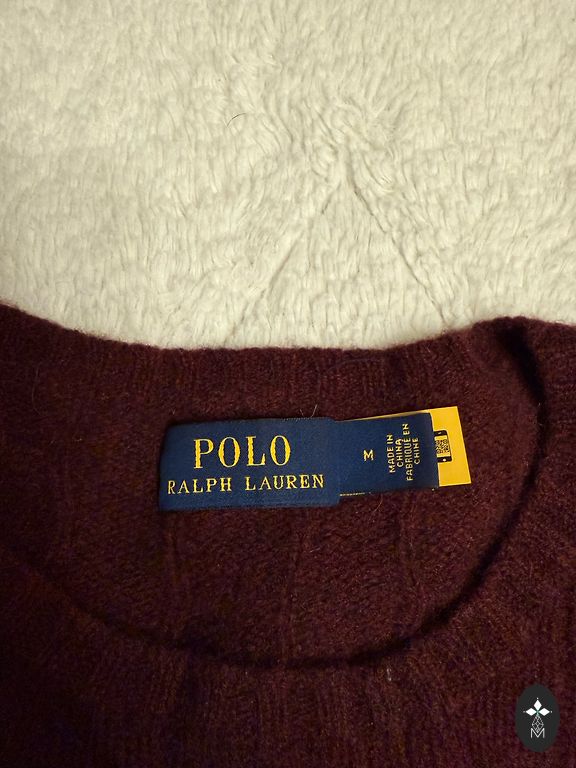 POLO
RALPH LAUREN
M
MADE IN
CHINA
FABRIQUÉ EN
CHINE
M